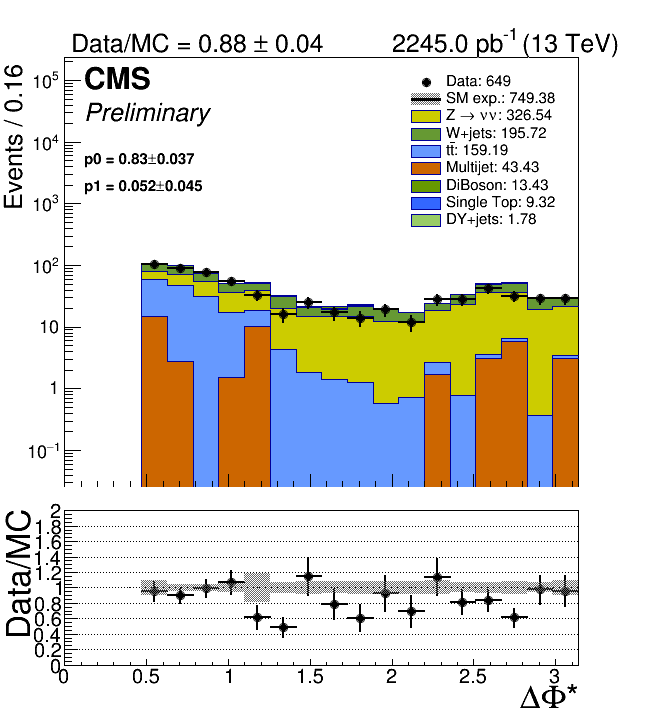 Data/MC = 0.88 ± 0.04
2245.0 pb⁻¹ (13 TeV)
CMS
Preliminary
p0 = 0.83±0.037
p1 = 0.052±0.045
Data: 649
SM exp.: 749.38
Z → νν: 326.54
W+jets: 195.72
tt̄: 159.19
Multijet: 43.43
DiBoson: 13.43
Single Top: 9.32
DY+jets: 1.78
Events / 0.16
10⁵
10⁴
10³
10²
10
1
10⁻¹
Data/MC
2
1.8
1.6
1.4
1.2
1
0.8
0.6
0.4
0.2
0
0 0.5 1 1.5 2 2.5 3
ΔΦ*